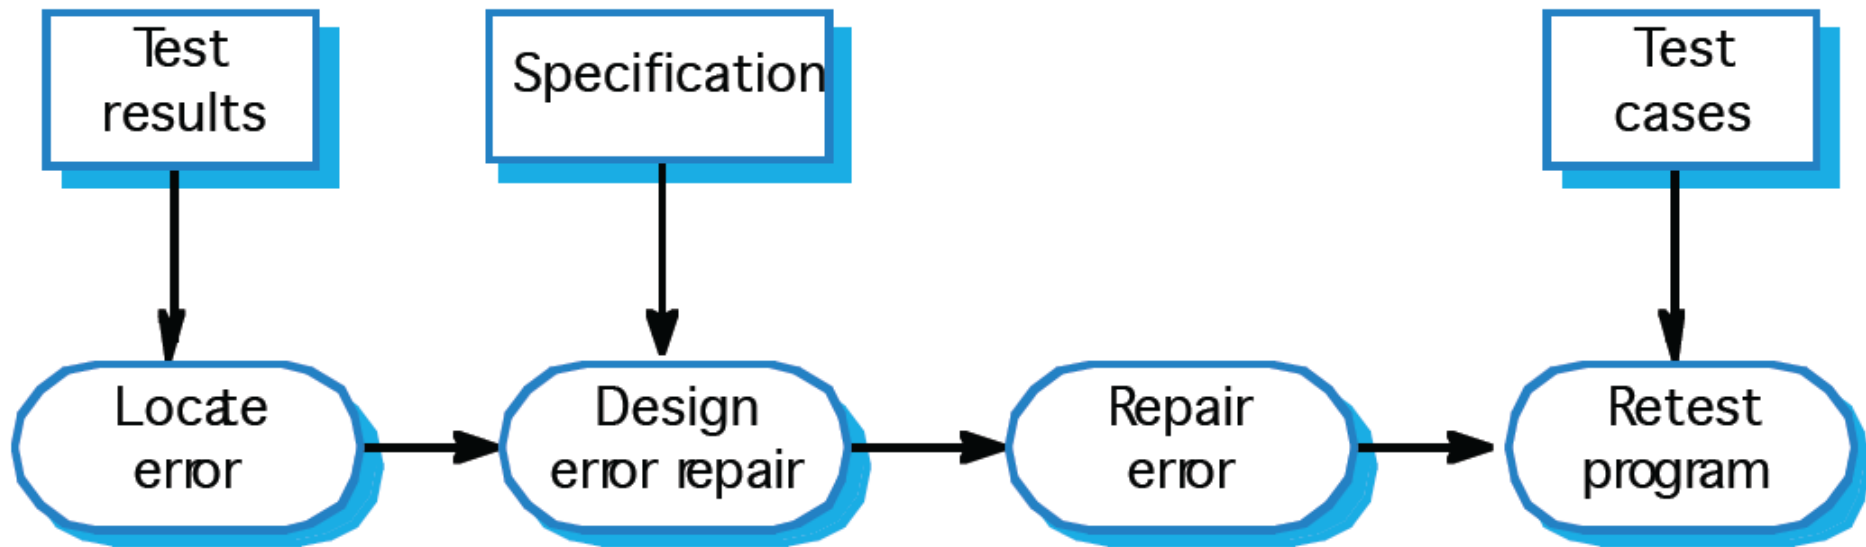 Test
results
Specification
Test
cases
Locate
error
Design
error repair
Repair
error
Retest
program